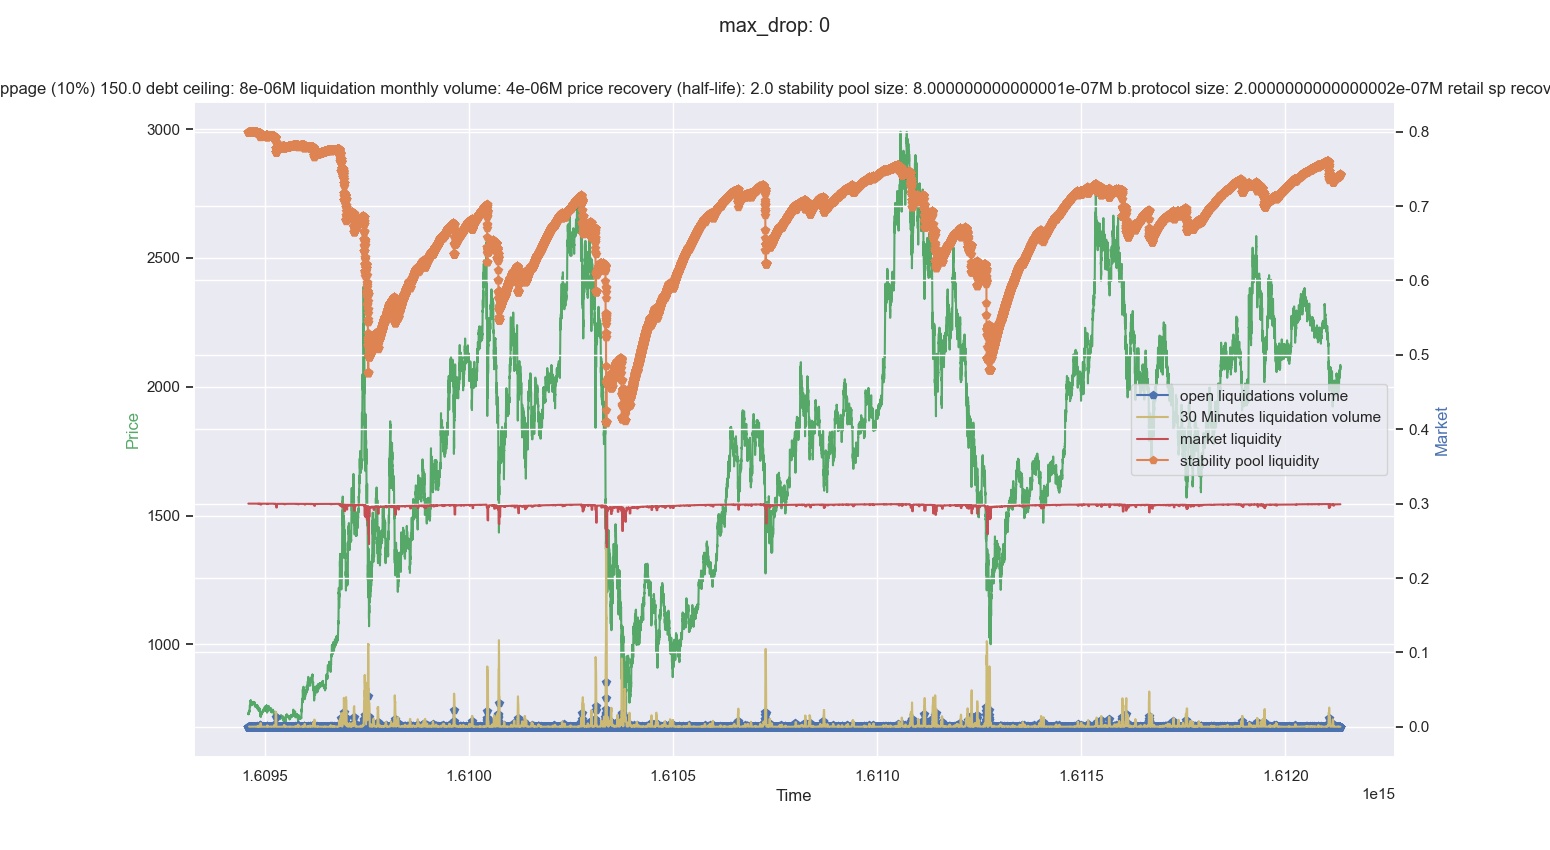 max_drop: 0
ppage (10%) 150.0 debt ceiling: 8e-06M liquidation monthly volume: 4e-06M price recovery (half-life): 2.0 stability pool size: 8.000000000000001e-07M b.protocol size: 2.0000000000000002e-07M retail sp recov
3000
2500
2000
1500
1000
Price
0.8
0.7
0.6
0.5
0.4
0.3
0.2
0.1
0.0
Market
open liquidations volume
30 Minutes liquidation volume
market liquidity
stability pool liquidity
1.6095
1.6100
1.6105
1.6110
1.6115
1.6120
1e15
Time